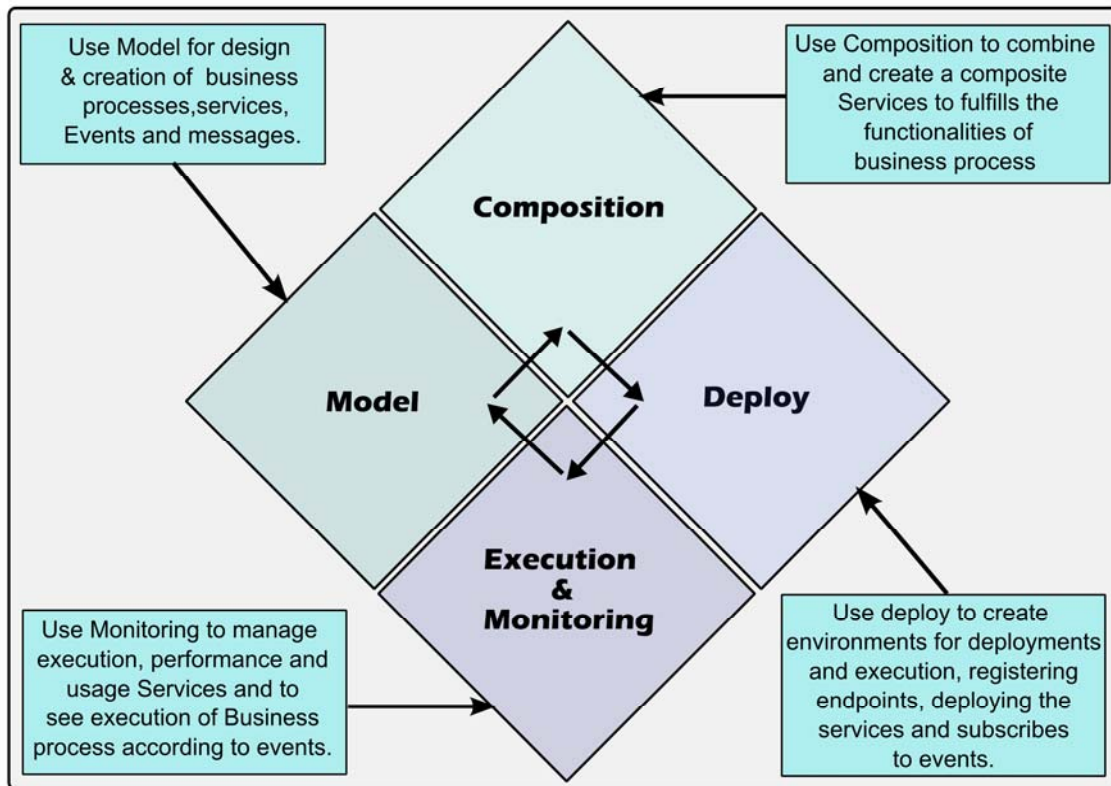 Use Model for design
& creation of business
processes,services,
Events and messages.
Use Composition to combine
and create a composite
Services to fulfills the
functionalities of
business process
Composition
Model
Deploy
Execution
&
Monitoring
Use Monitoring to manage
execution, performance and
usage Services and to
see execution of Business
process according to events.
Use deploy to create
environments for deployments
and execution, registering
endpoints, deploying the
services and subscribes
to events.